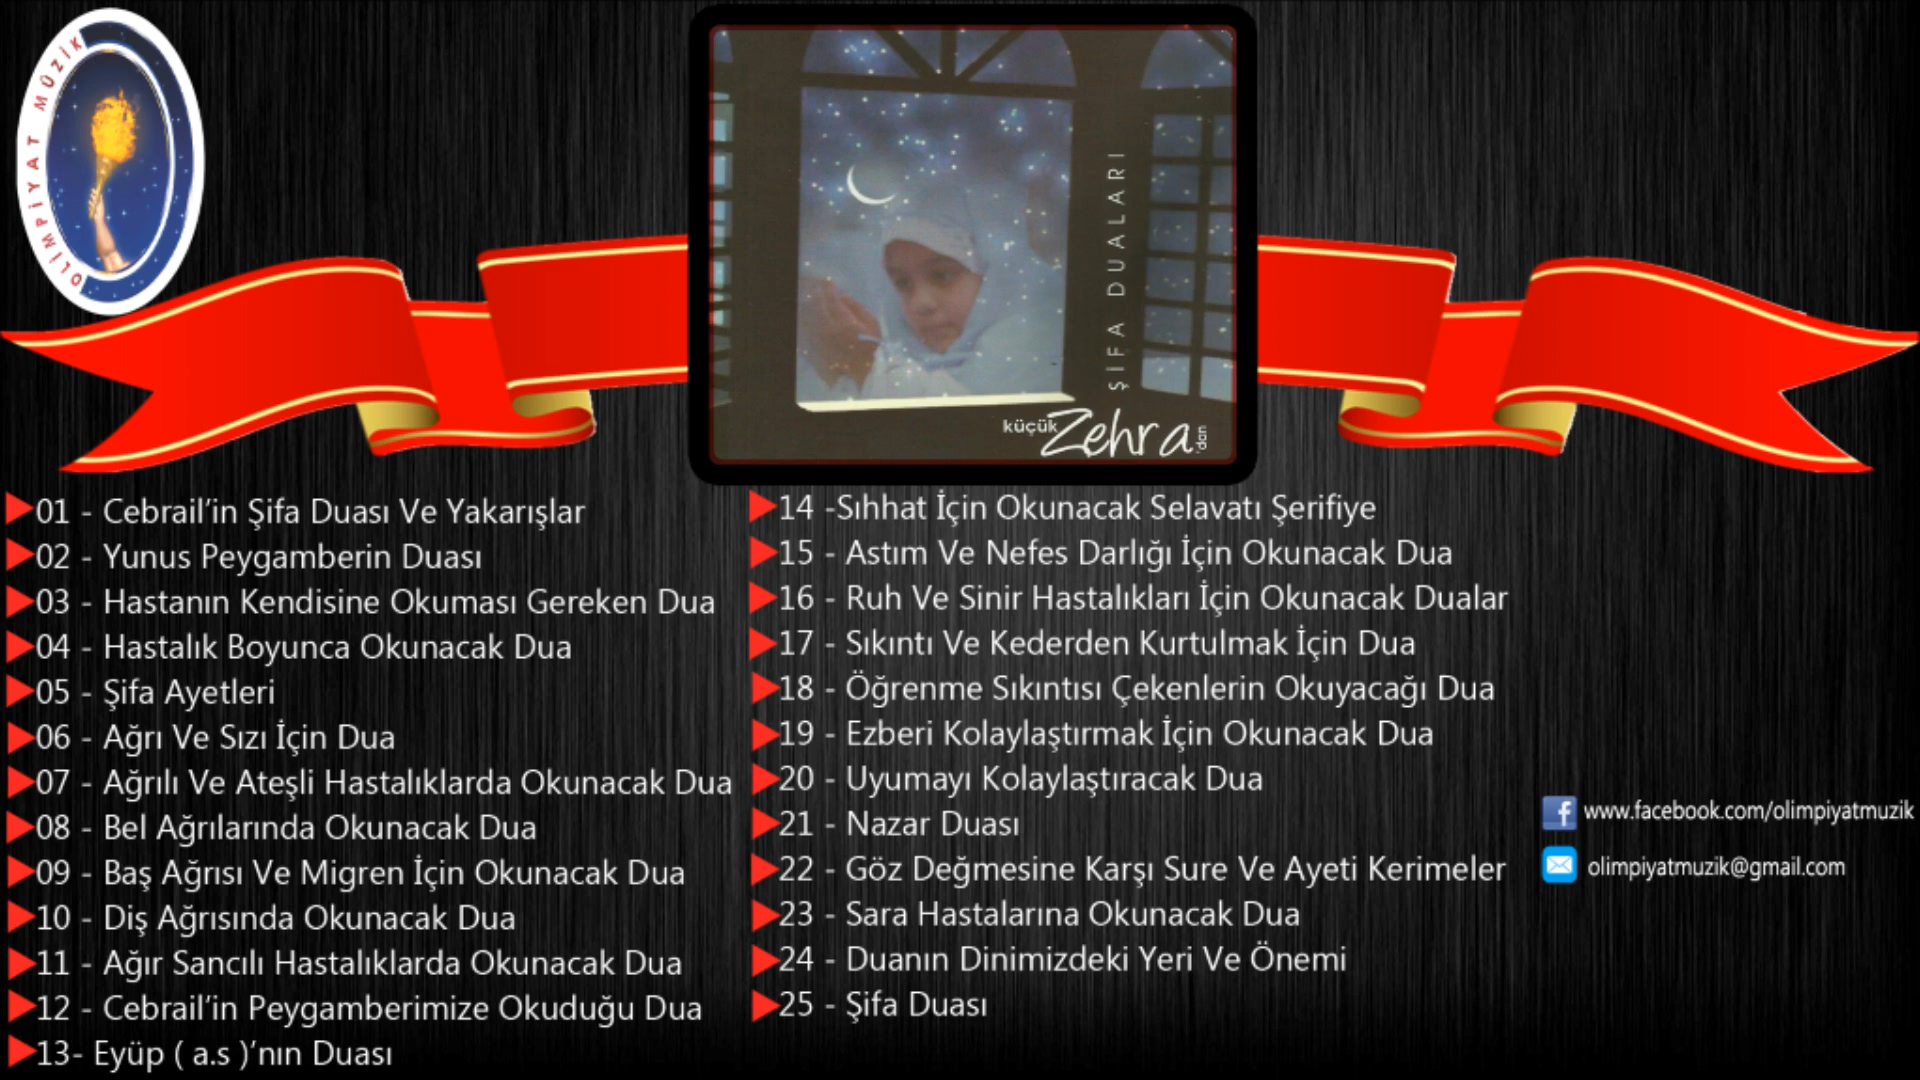 OLİMPİYAT MÜZİK
ŞİFA DUALARI
küçük Zehra'dan
01 - Cebrail’in Şifa Duası Ve Yakarışlar
02 - Yunus Peygamberin Duası
03 - Hastanın Kendisine Okuması Gereken Dua
04 - Hastalık Boyunca Okunacak Dua
05 - Şifa Ayetleri
06 - Ağrı Ve Sızı İçin Dua
07 - Ağrılı Ve Ateşli Hastalıklarda Okunacak Dua
08 - Bel Ağrılarında Okunacak Dua
09 - Baş Ağrısı Ve Migren İçin Okunacak Dua
10 - Diş Ağrısında Okunacak Dua
11 - Ağır Sancılı Hastalıklarda Okunacak Dua
12 - Cebrail’in Peygamberimize Okuduğu Dua
13- Eyüp ( a.s )’nın Duası
14 -Sıhhat İçin Okunacak Selavatı Şerifiye
15 - Astım Ve Nefes Darlığı İçin Okunacak Dua
16 - Ruh Ve Sinir Hastalıkları İçin Okunacak Dualar
17 - Sıkıntı Ve Kederden Kurtulmak İçin Dua
18 - Öğrenme Sıkıntısı Çekenlerin Okuyacağı Dua
19 - Ezberi Kolaylaştırmak İçin Okunacak Dua
20 - Uyumayı Kolaylaştıracak Dua
21 - Nazar Duası
22 - Göz Değmesine Karşı Sure Ve Ayeti Kerimeler
23 - Sara Hastalarına Okunacak Dua
24 - Duanın Dinimizdeki Yeri Ve Önemi
25 - Şifa Duası
www.facebook.com/olimpiyatmuzik
olimpiyatmuzik@gmail.com